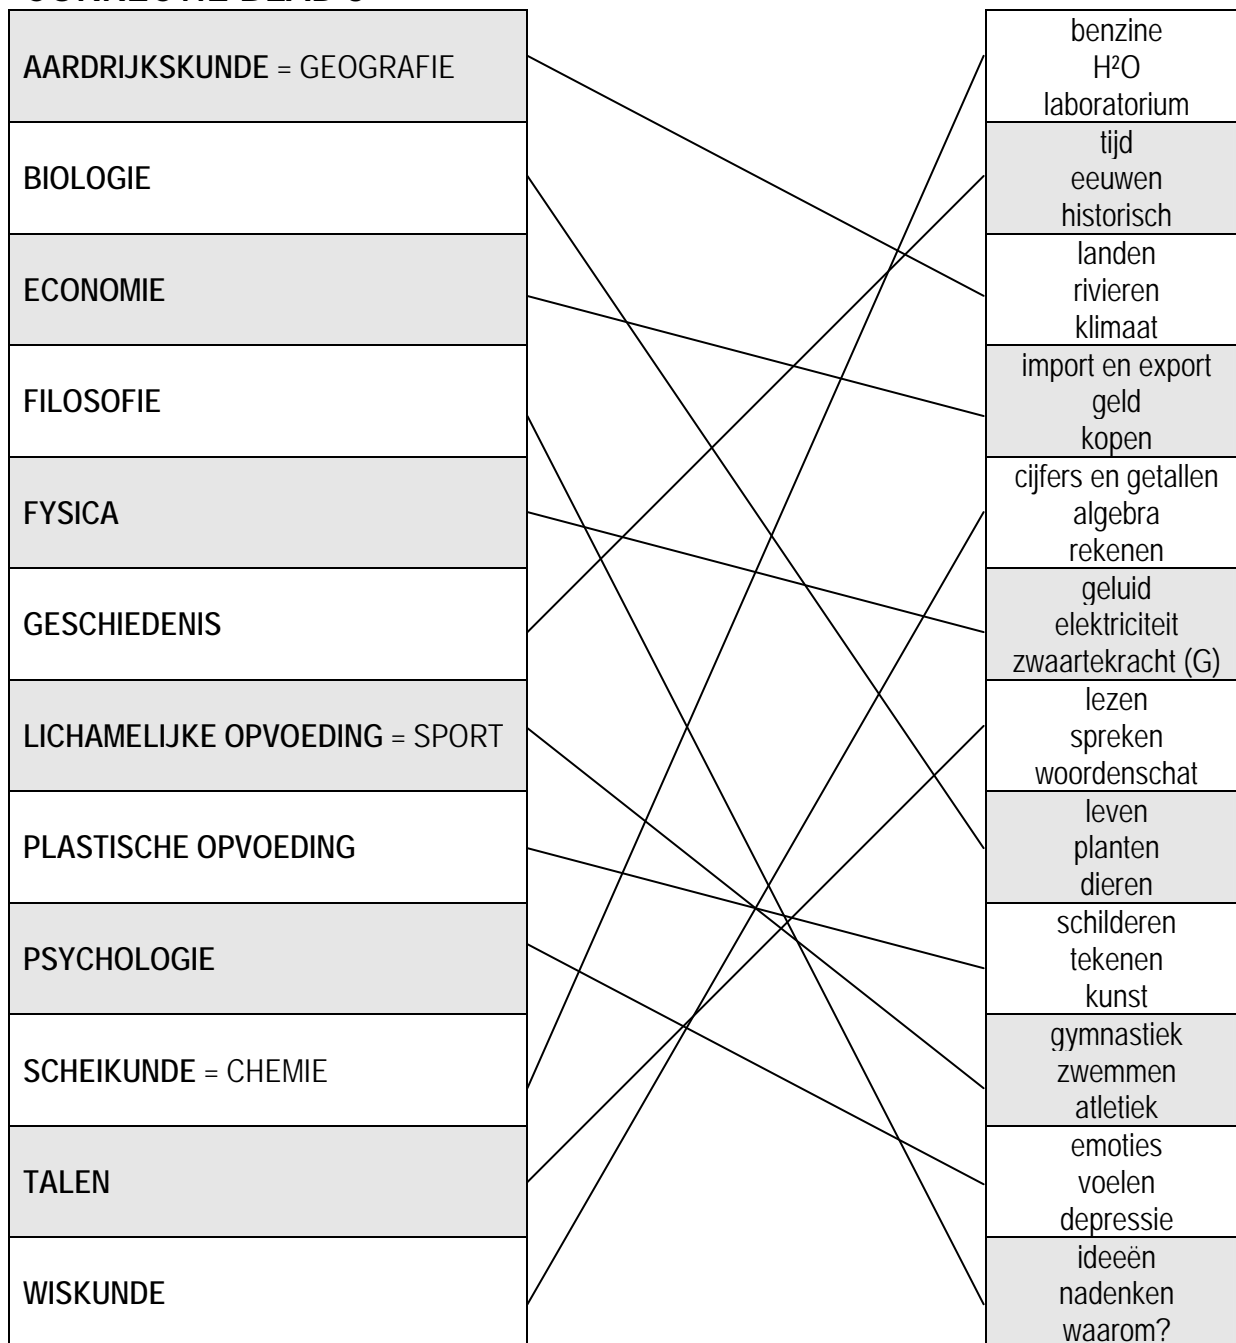 AARDRIJKSKUNDE = GEOGRAFIE
BIOLOGIE
ECONOMIE
FILOSOFIE
FYSICA
GESCHIEDENIS
LICHAMELIJKE OPVOEDING = SPORT
PLASTISCHE OPVOEDING
PSYCHOLOGIE
SCHEIKUNDE = CHEMIE
TALEN
WISKUNDE
benzine
H²O
laboratorium
tijd
eeuwen
historisch
landen
rivieren
klimaat
import en export
geld
kopen
cijfers en getallen
algebra
rekenen
geluid
elektriciteit
zwaartekracht (G)
lezen
spreken
woordenschat
leven
planten
dieren
schilderen
tekenen
kunst
gymnastiek
zwemmen
atletiek
emoties
voelen
depressie
ideeën
nadenken
waarom?